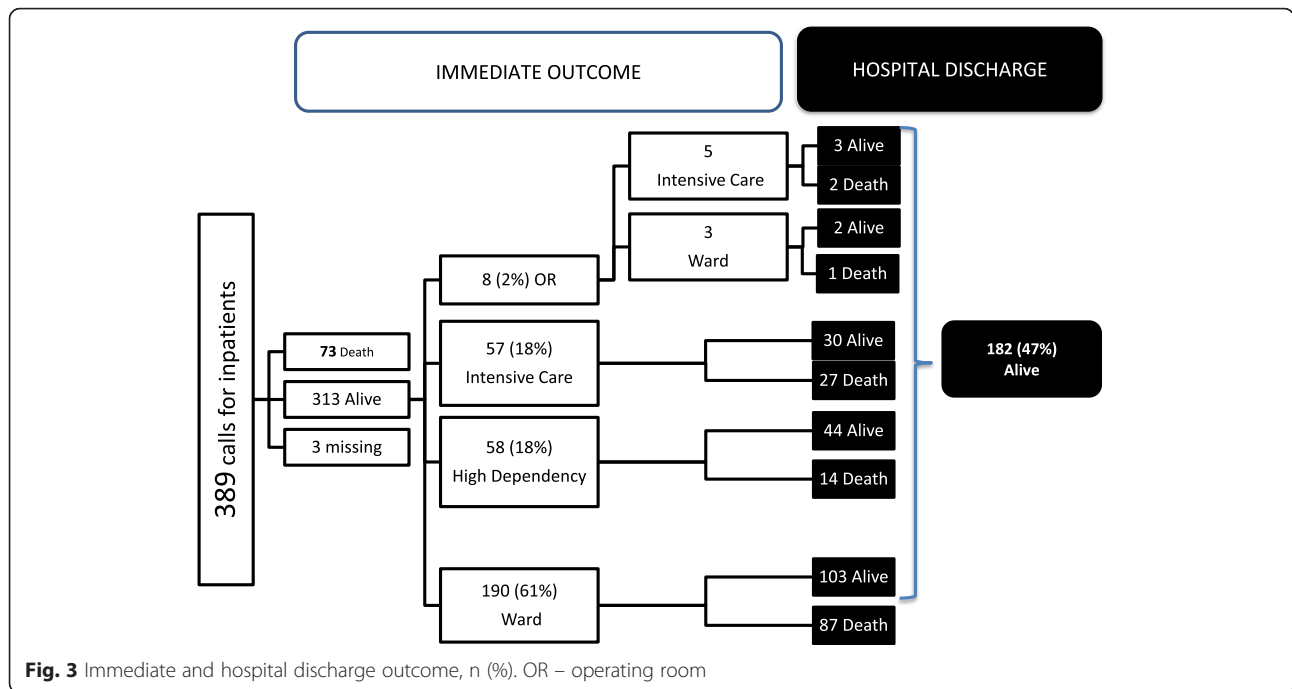 IMMEDIATE OUTCOME
HOSPITAL DISCHARGE
389 calls for inpatients
73 Death
313 Alive
3 missing
8 (2%) OR
57 (18%)
Intensive Care
58 (18%)
High Dependency
190 (61%)
Ward
5
Intensive Care
3
Ward
3 Alive
2 Death
2 Alive
1 Death
30 Alive
27 Death
44 Alive
14 Death
103 Alive
87 Death
182 (47%)
Alive
Fig. 3 Immediate and hospital discharge outcome, n (%). OR – operating room